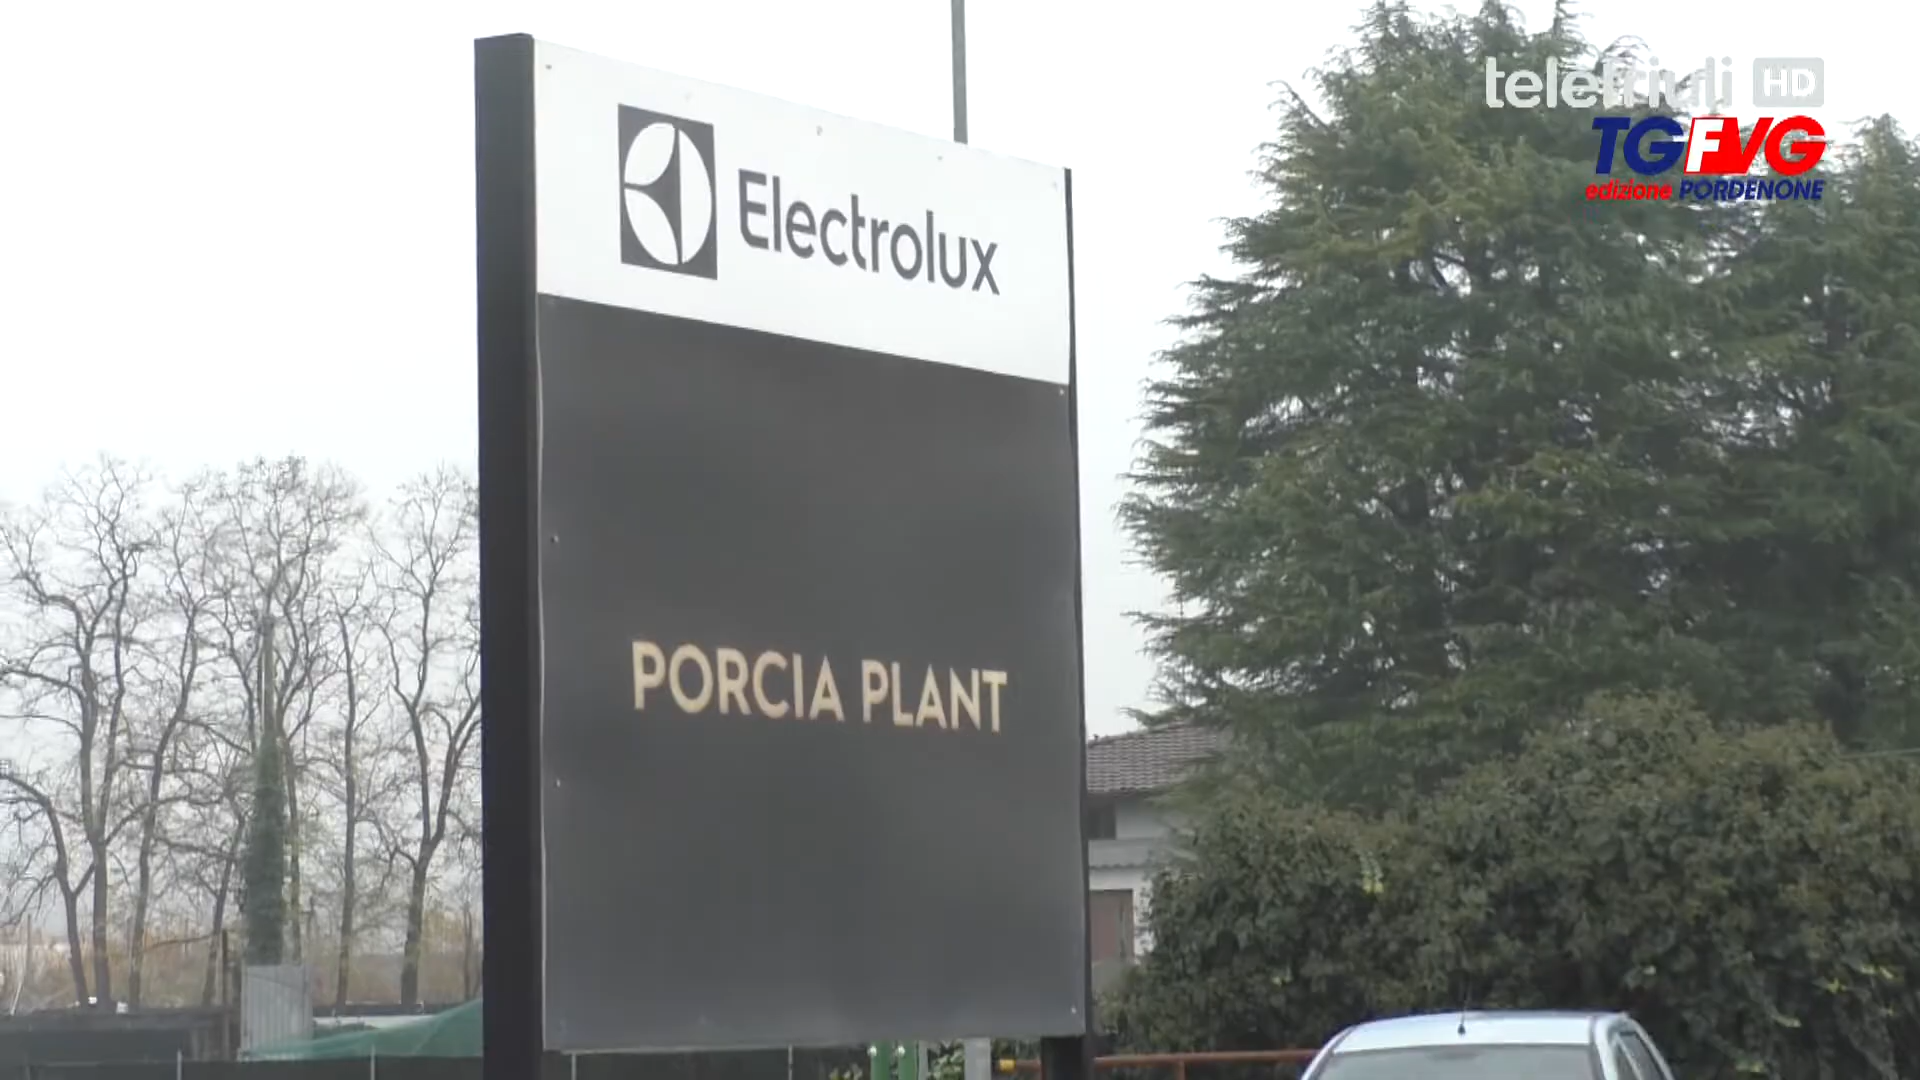 telefriuli HD
TGFVG
edizione PORDENONE
Electrolux
PORCIA PLANT